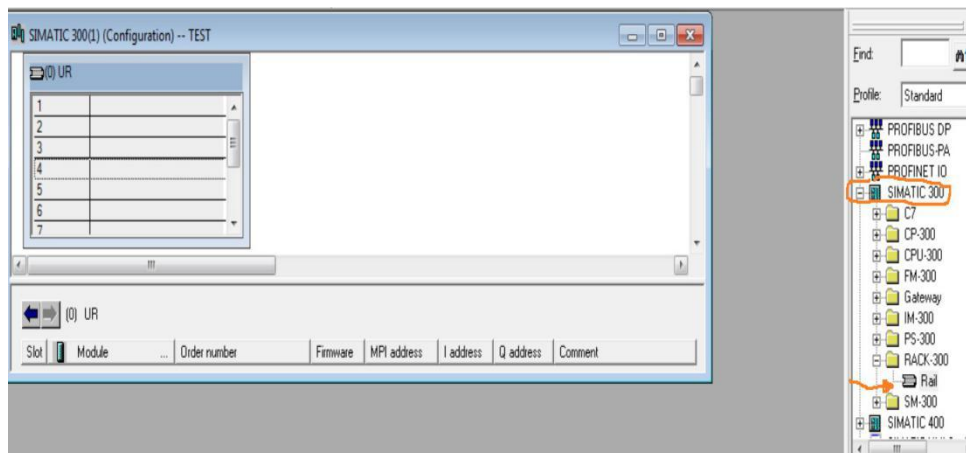 SIMATIC 300(1) (Configuration) -- TEST
(0) UR
1
2
3
4
5
6
7
(0) UR
Slot Module ... Order number Firmware MPI address I address Q address Comment
Find:
Profile: Standard
PROFIBUS DP
PROFIBUS-PA
PROFINET IO
SIMATIC 300
C7
CP-300
CPU-300
FM-300
Gateway
IM-300
PS-300
RACK-300
Rail
SM-300
SIMATIC 400